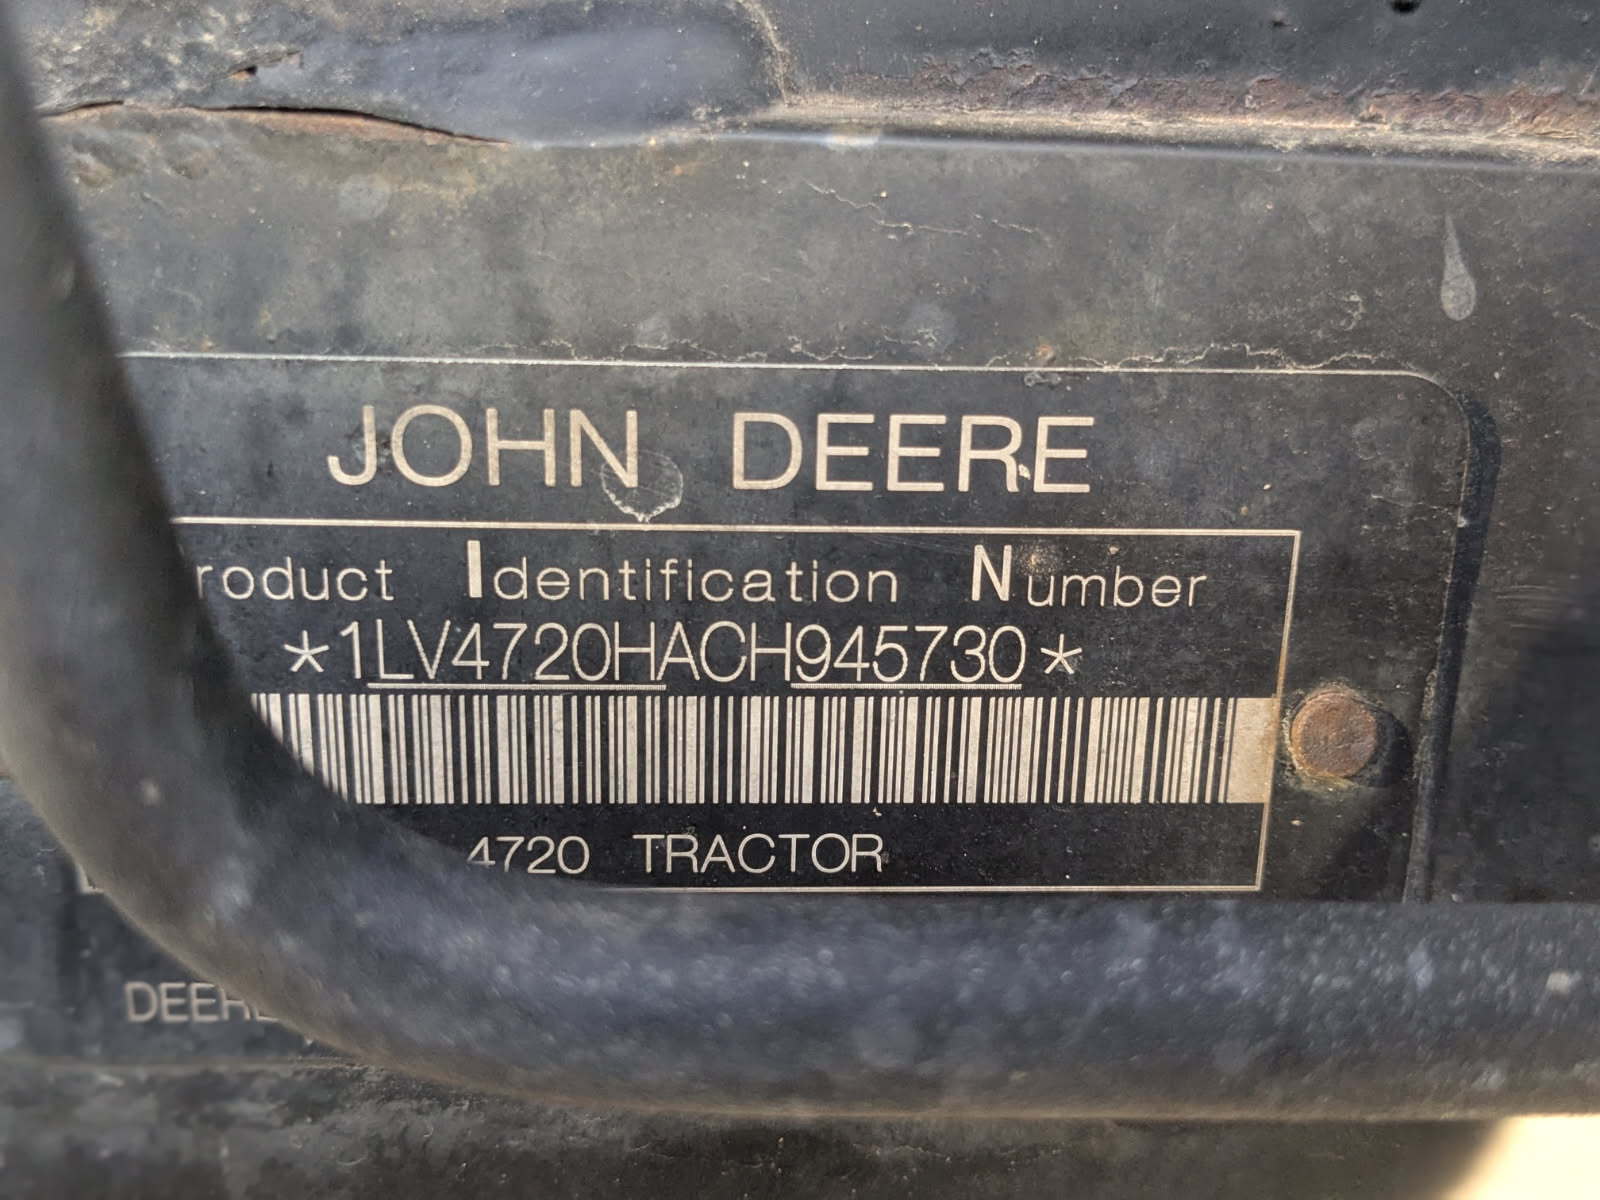 JOHN DEERE
roduct Identification Number
*1LV4720HACH945730*
4720 TRACTOR
DEERE